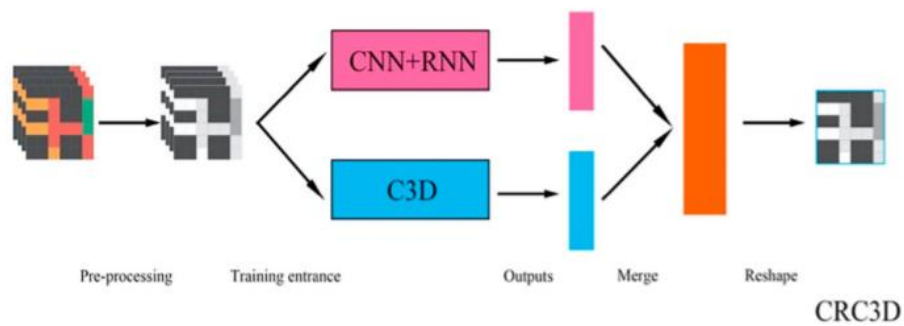 CNN+RNN
C3D
Pre-processing Training entrance Outputs Merge Reshape
CRC3D